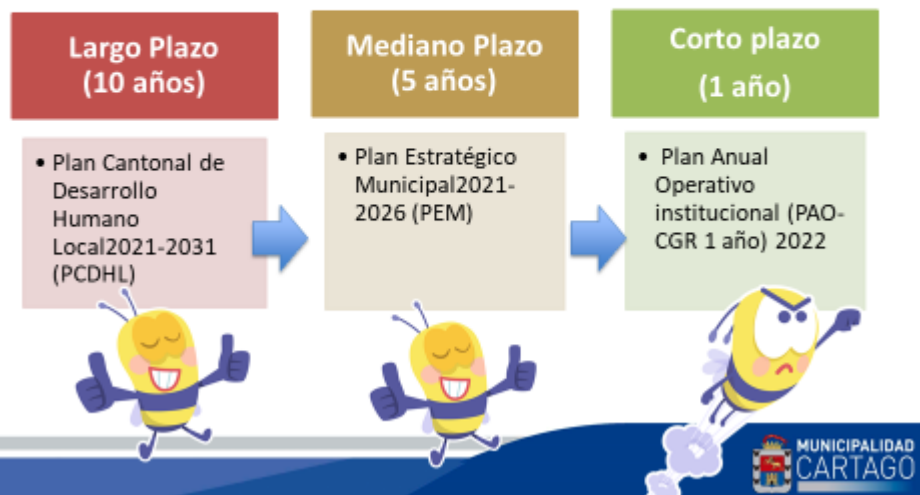 Largo Plazo
(10 años)
• Plan Cantonal de
Desarrollo
Humano
Local2021-2031
(PCDHL)
Mediano Plazo
(5 años)
• Plan Estratégico
Municipal2021-
2026 (PEM)
Corto plazo
(1 año)
• Plan Anual
Operativo
institucional (PAO-
CGR 1 año) 2022
MUNICIPALIDAD
CARTAGO